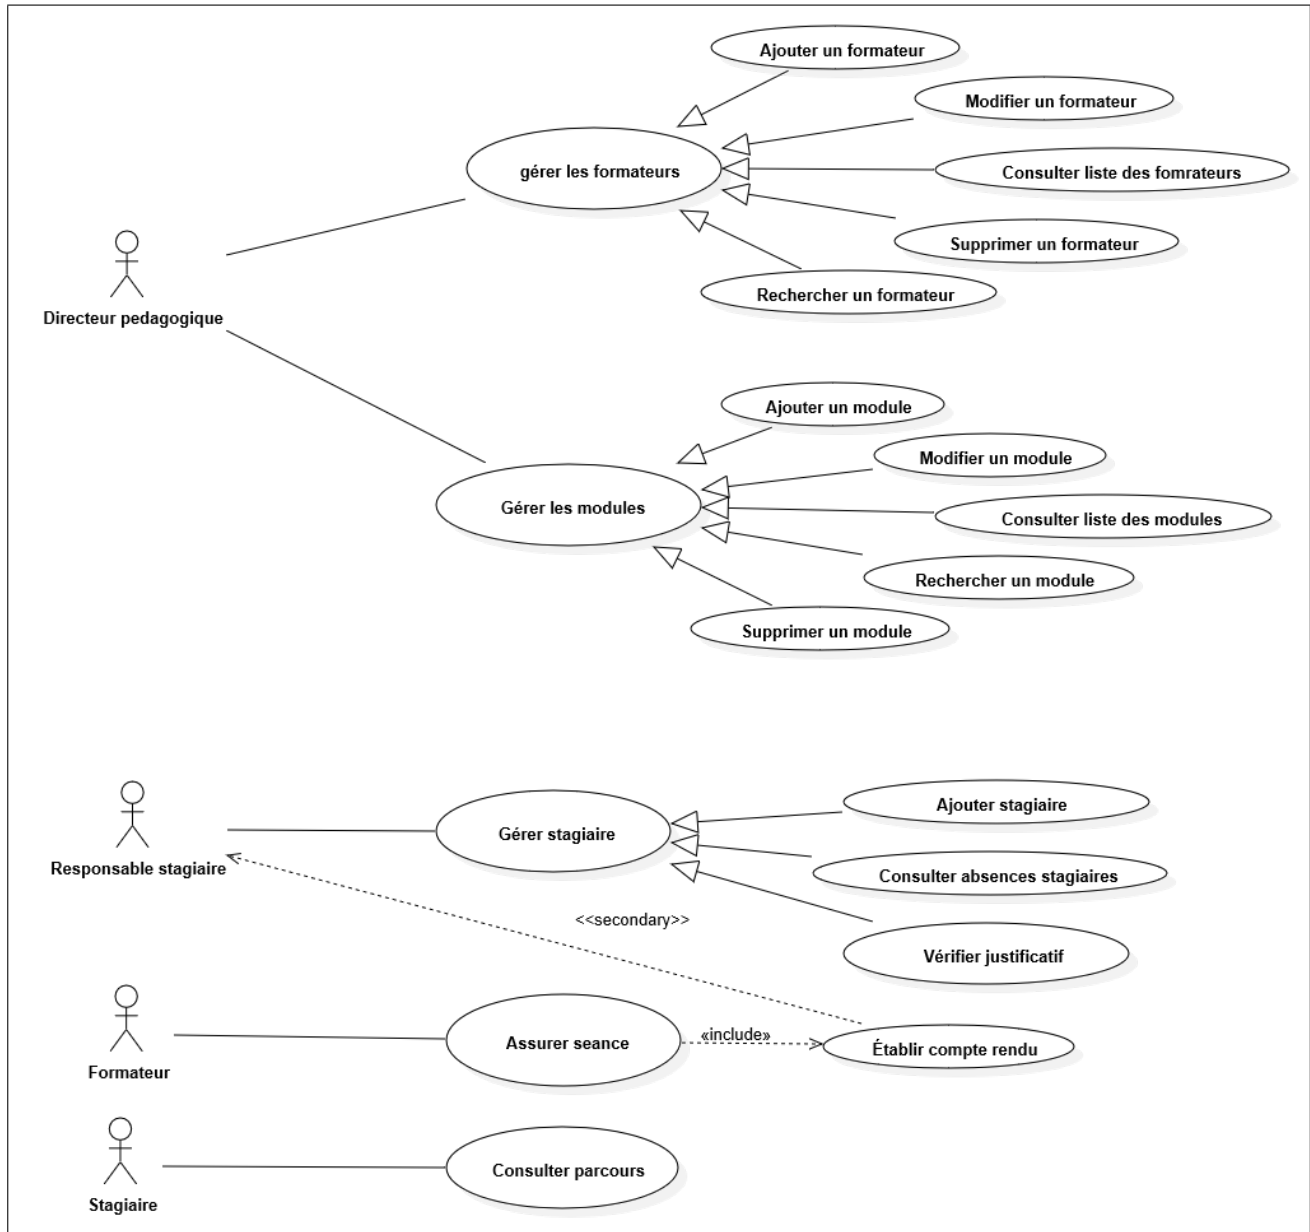 Ajouter un formateur
Modifier un formateur
gérer les formateurs
Consulter liste des fomrateurs
Supprimer un formateur
Rechercher un formateur
Directeur pedagogique
Ajouter un module
Modifier un module
Gérer les modules
Consulter liste des modules
Rechercher un module
Supprimer un module
Ajouter stagiaire
Gérer stagiaire
Responsable stagiaire
Consulter absences stagiaires
<<secondary>>
Vérifier justificatif
Assurer seance
«include»
Établir compte rendu
Formateur
Consulter parcours
Stagiaire